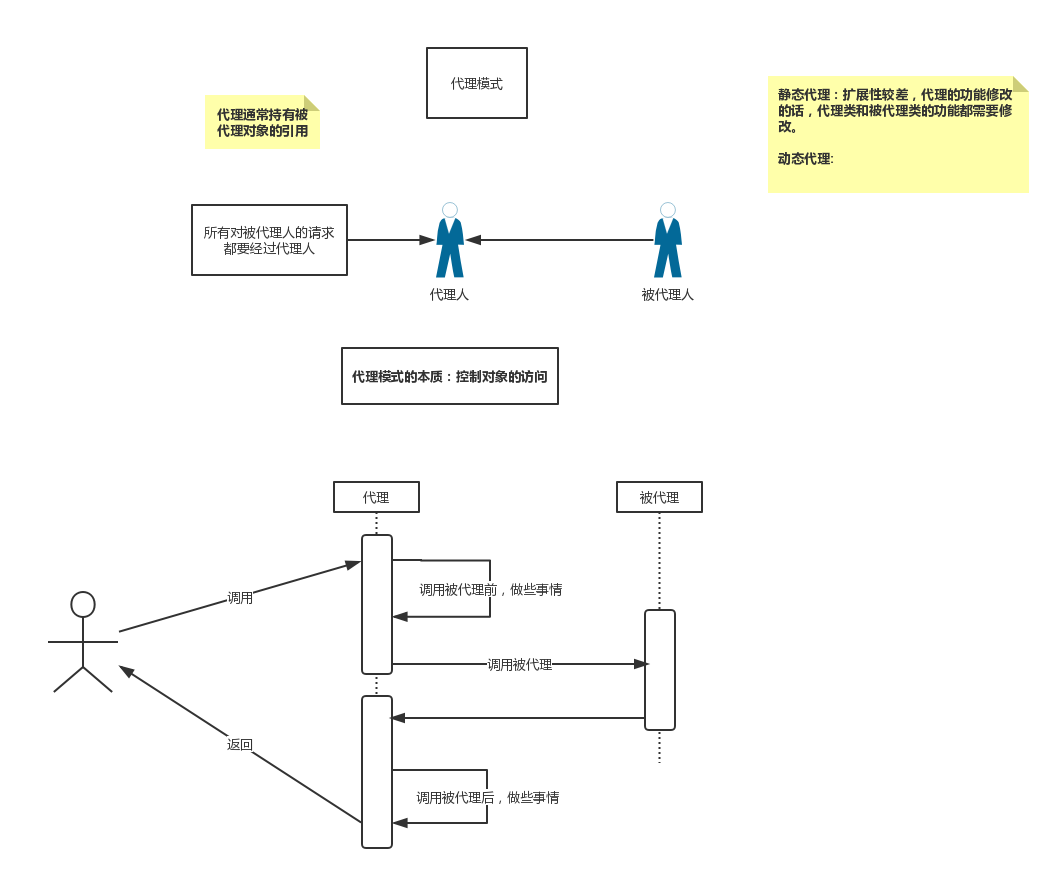 代理模式
代理通常持有被
代理对象的引用
静态代理：扩展性较差，代理的功能修改
的话，代理类和被代理类的功能都需要修
改。
动态代理:
所有对被代理人的请求
都要经过代理人
代理人
被代理人
代理模式的本质：控制对象的访问
代理
被代理
调用
调用被代理前，做些事情
调用被代理
返回
调用被代理后，做些事情